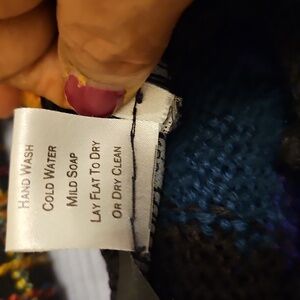 HAND WASH
COLD WATER
MILD SOAP
LAY FLAT TO DRY
OR DRY CLEAN